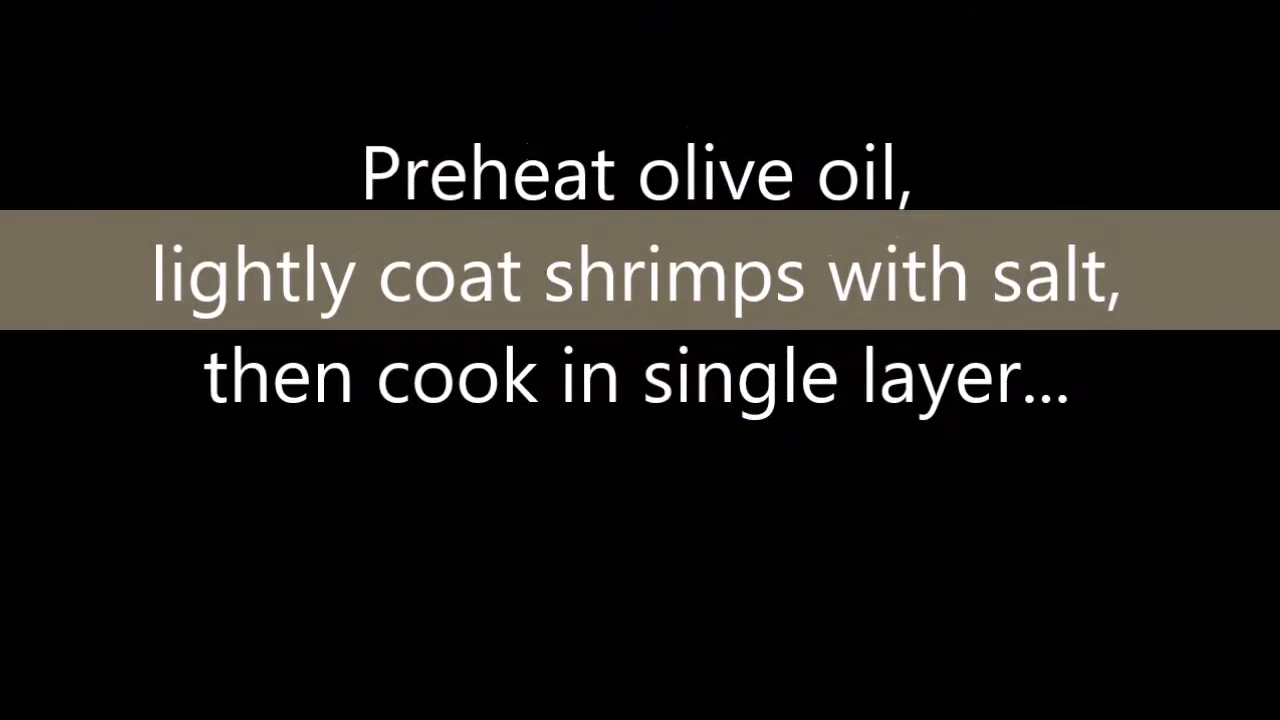 Preheat olive oil,
lightly coat shrimps with salt,
then cook in single layer...